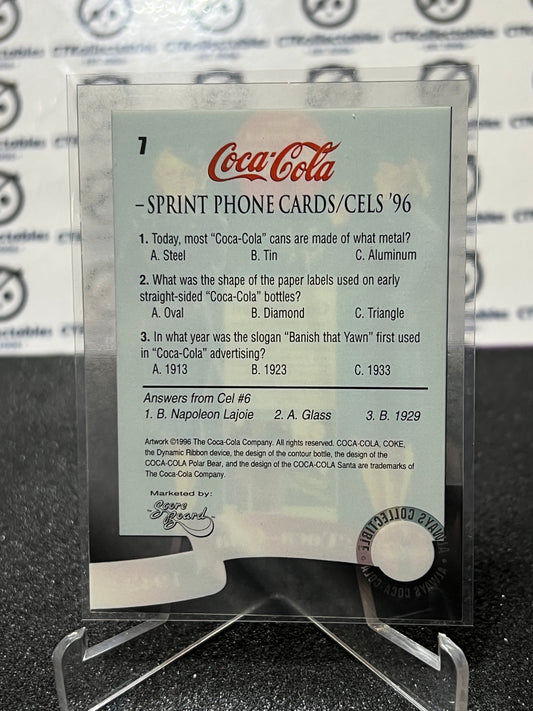 7
Coca-Cola
– SPRINT PHONE CARDS/CELS '96
1. Today, most "Coca-Cola" cans are made of what metal?
A. Steel B. Tin C. Aluminum
2. What was the shape of the paper labels used on early
straight-sided "Coca-Cola" bottles?
A. Oval B. Diamond C. Triangle
3. In what year was the slogan "Banish that Yawn" first used
in "Coca-Cola" advertising?
A. 1913 B. 1923 C. 1933
Answers from Cel #6
1. B. Napoleon Lajoie 2. A. Glass 3. B. 1929
Artwork ©1996 The Coca-Cola Company. All rights reserved. COCA-COLA, COKE,
the Dynamic Ribbon device, the design of the contour bottle, the design of the
COCA-COLA Polar Bear, and the design of the COCA-COLA Santa are trademarks of
The Coca-Cola Company.
Marketed by:
Score Board
ALWAYS COLLECTIBLE
ALWAYS COCA-COLA